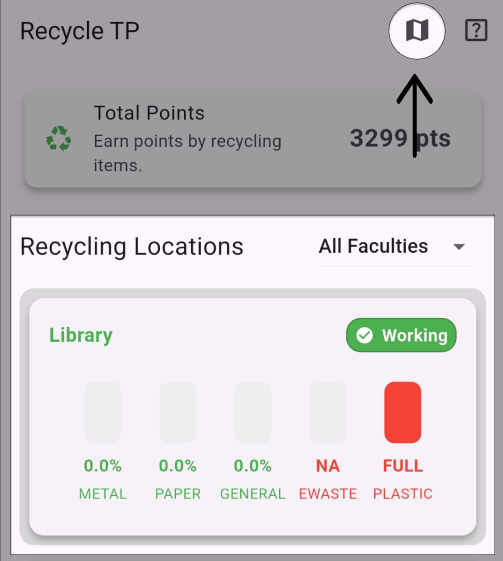 Recycle TP
Total Points
Earn points by recycling
items.
3299 pts
Recycling Locations
All Faculties
Library
Working
0.0%
0.0%
0.0%
NA
FULL
METAL
PAPER
GENERAL
EWASTE
PLASTIC